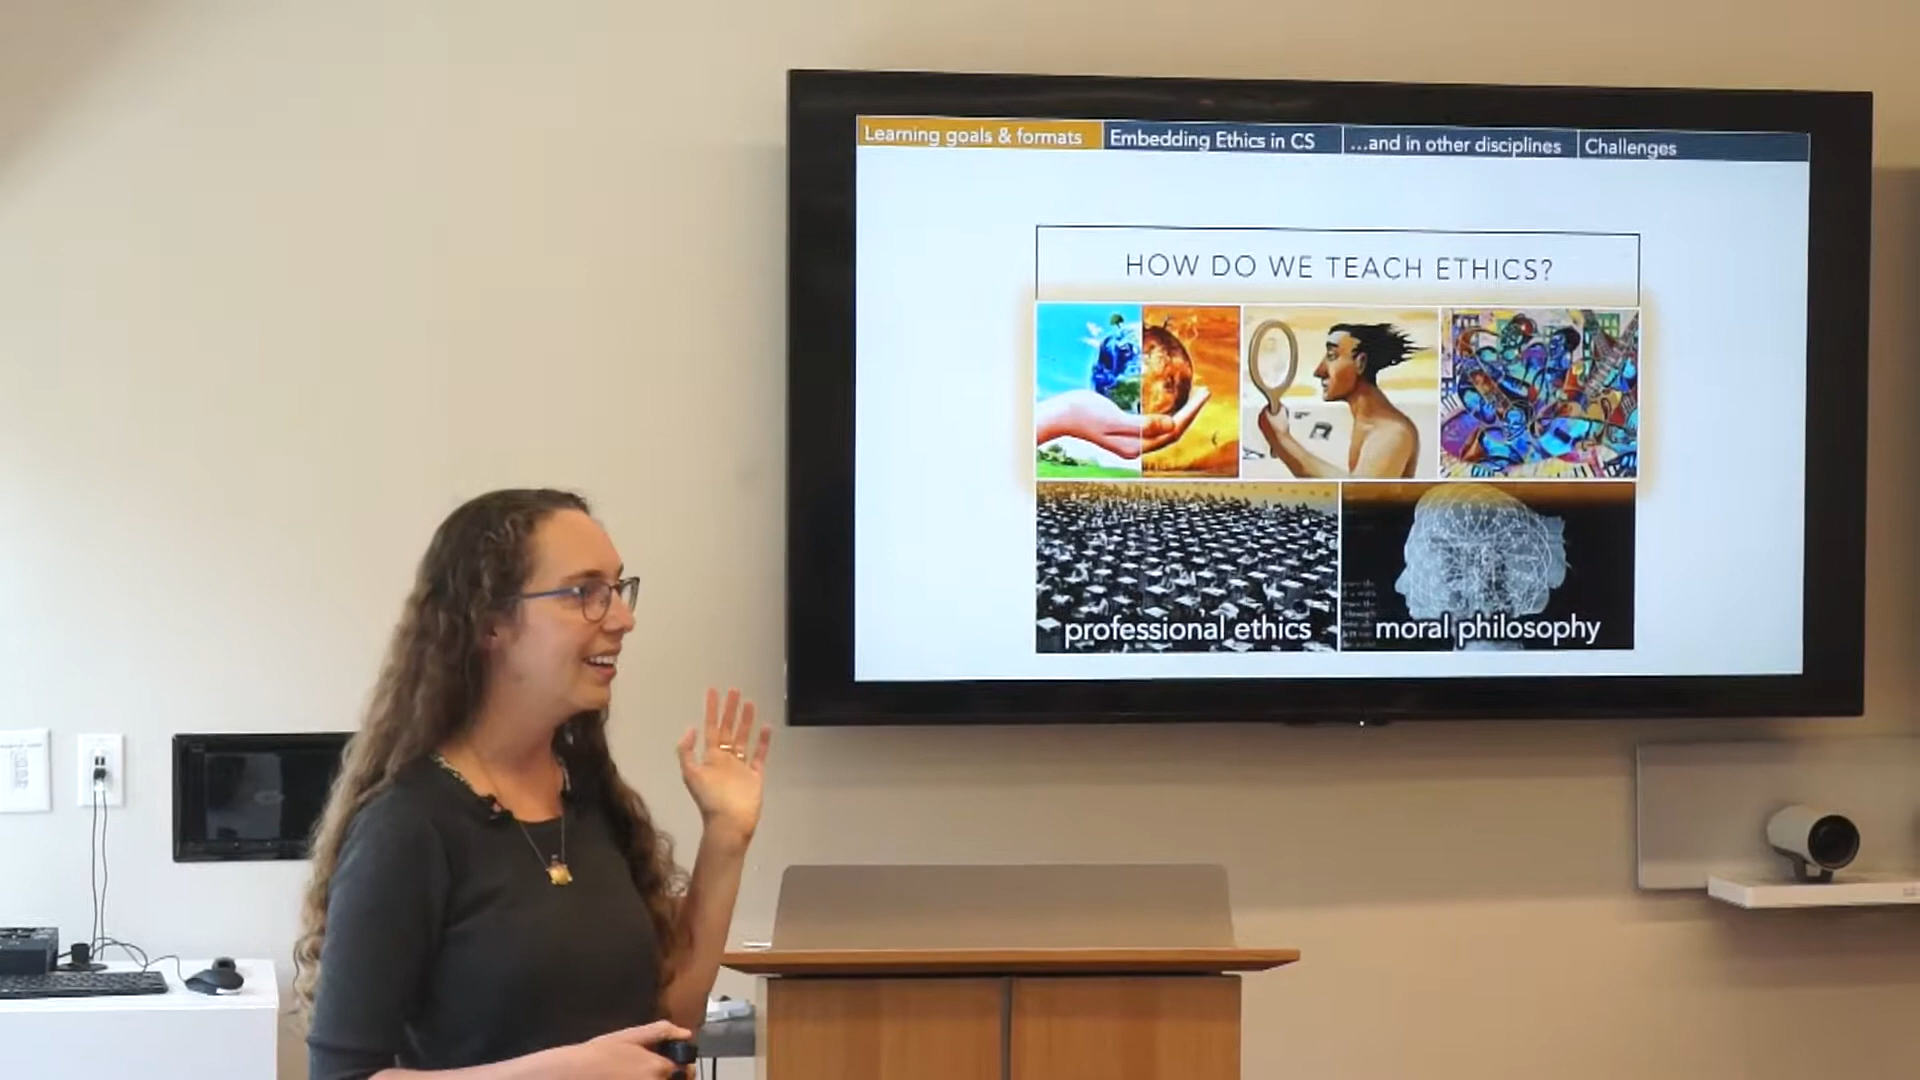 Learning goals & formats
Embedding Ethics in CS
...and in other disciplines
Challenges
HOW DO WE TEACH ETHICS?
professional ethics
moral philosophy